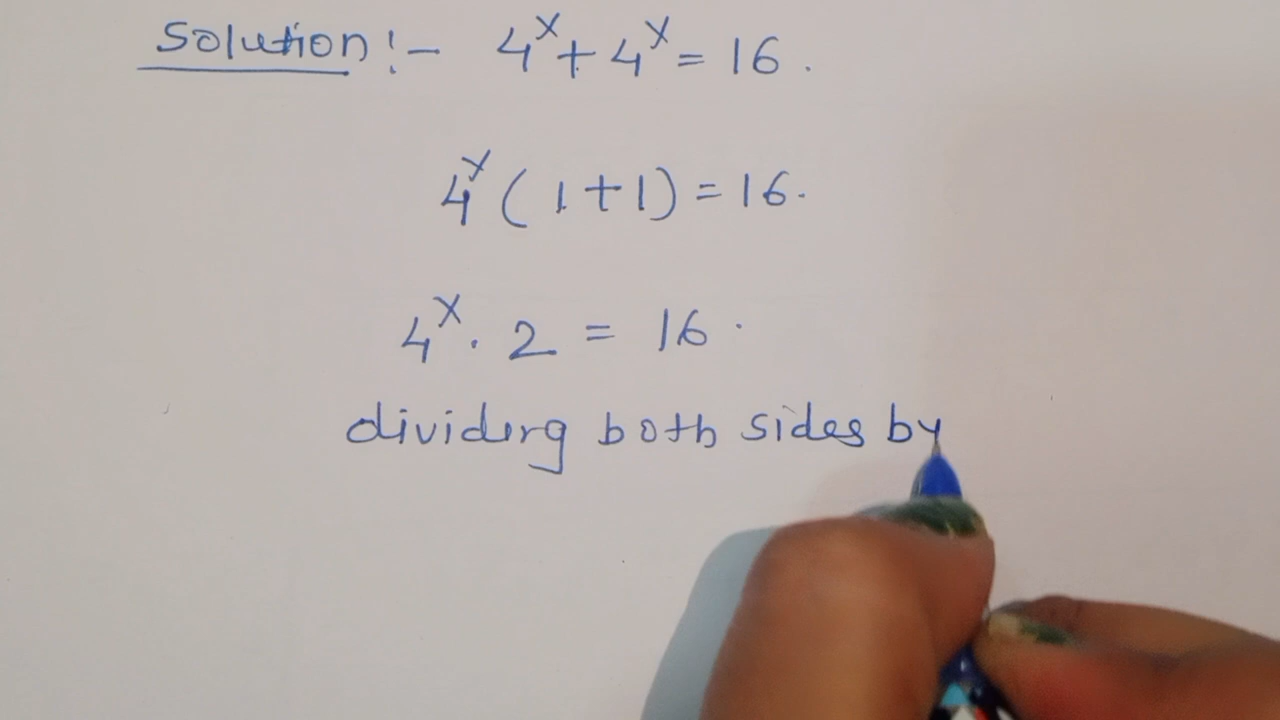 Solution :- 4^x + 4^x = 16 .
4^x ( 1 + 1 ) = 16 .
4^x . 2 = 16 .
dividing both sides by